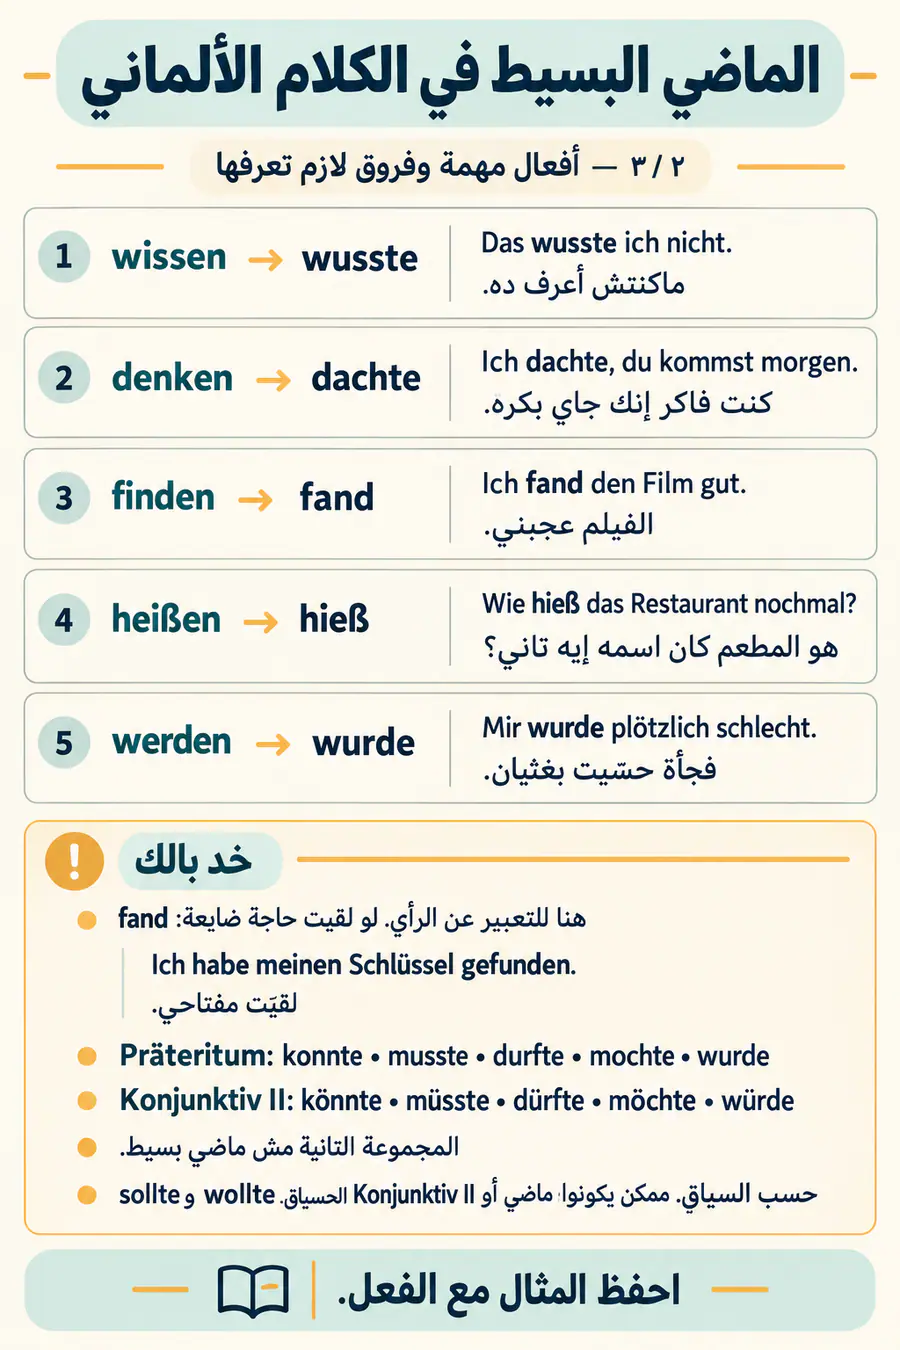 الماضي البسيط في الكلام الألماني
٢ / ٣ — أفعال مهمة وفروق لازم تعرفها
1 wissen → wusste
Das wusste ich nicht.
ماكنتش أعرف ده.
2 denken → dachte
Ich dachte, du kommst morgen.
كنت فاكر إنك جاي بكره.
3 finden → fand
Ich fand den Film gut.
الفيلم عجبني.
4 heißen → hieß
Wie hieß das Restaurant nochmal?
هو المطعم كان اسمه إيه تاني؟
5 werden → wurde
Mir wurde plötzlich schlecht.
فجأة حسّيت بغثيان.
! خد بالك
fand هنا للتعبير عن الرأي. لو لقيت حاجة ضايعة:
Ich habe meinen Schlüssel gefunden.
لقيَت مفتاحي.
Präteritum: konnte • musste • durfte • mochte • wurde
Konjunktiv II: könnte • müsste • dürfte • möchte • würde
المجموعة التانية مش ماضي بسيط.
sollte و wollte الحسياق. Konjunktiv II ممكن يكونوا ماضي أو حسب السياق.
احفظ المثال مع الفعل.